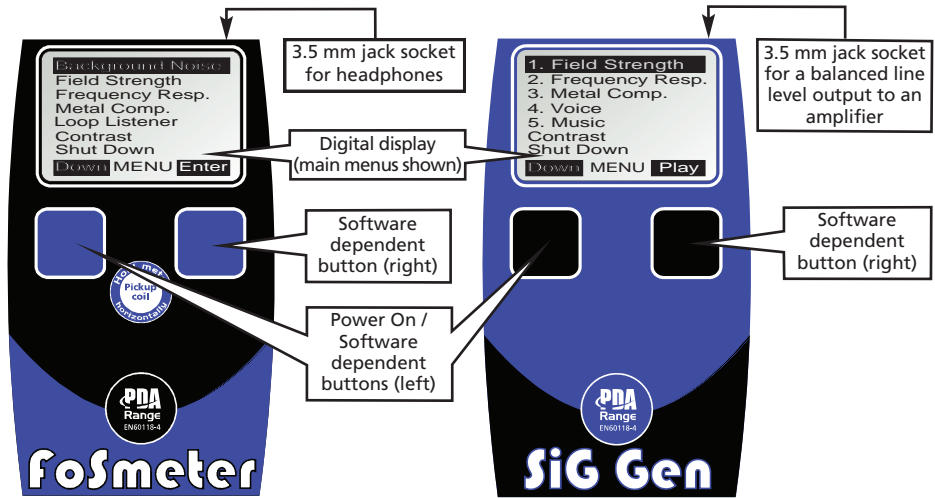 3.5 mm jack socket
for headphones
3.5 mm jack socket
for a balanced line
level output to an
amplifier
Background Noise
Field Strength
Frequency Resp.
Metal Comp.
Loop Listener
Contrast
Shut Down
Down MENU Enter
Digital display
(main menus shown)
1. Field Strength
2. Frequency Resp.
3. Metal Comp.
4. Voice
5. Music
Contrast
Shut Down
Down MENU Play
Software
dependent
button (right)
Software
dependent
button (right)
Hold met
Pickup
coil
horizontally
Power On /
Software
dependent
buttons (left)
PDA
Range
EN60118-4
FoSmeter
PDA
Range
EN60118-4
SiG Gen